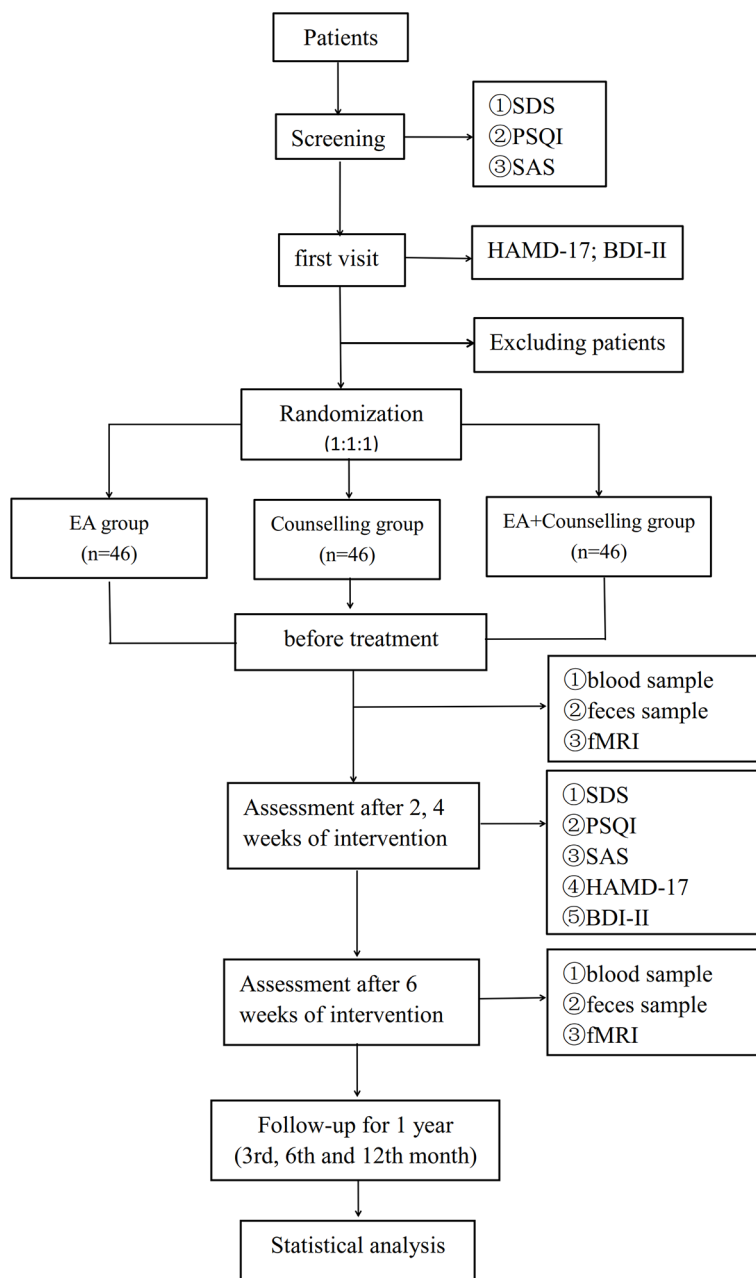 Patients
Screening
①SDS
②PSQI
③SAS
first visit
HAMD-17; BDI-II
Excluding patients
Randomization
(1:1:1)
EA group
(n=46)
Counselling group
(n=46)
EA+Counselling group
(n=46)
before treatment
①blood sample
②feces sample
③fMRI
Assessment after 2, 4
weeks of intervention
①SDS
②PSQI
③SAS
④HAMD-17
⑤BDI-II
Assessment after 6
weeks of intervention
①blood sample
②feces sample
③fMRI
Follow-up for 1 year
(3rd, 6th and 12th month)
Statistical analysis